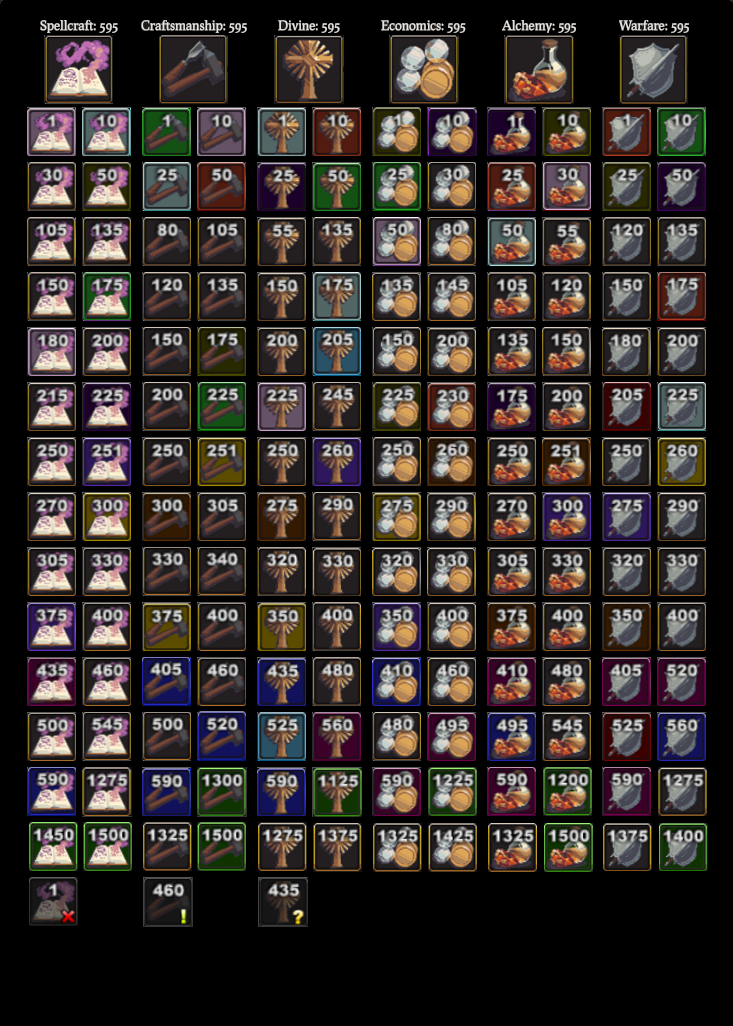 Spellcraft: 595 Craftsmanship: 595 Divine: 595 Economics: 595 Alchemy: 595 Warfare: 595
1 10 1 10 1 10 1 10 1 10 1 10
30 50 25 50 25 50 25 30 25 30 25 50
105 135 80 105 55 135 50 80 50 55 120 135
150 175 120 135 150 175 135 145 105 120 150 175
180 200 150 175 200 205 150 200 135 150 180 200
215 225 200 225 225 245 225 230 175 200 205 225
250 251 250 251 250 260 250 260 250 251 250 260
270 300 300 305 275 290 275 290 270 300 275 290
305 330 330 340 320 330 320 330 305 330 320 330
375 400 375 400 350 400 350 400 375 400 350 400
435 460 405 460 435 480 410 460 410 480 405 520
500 545 500 520 525 560 480 495 495 545 525 560
590 1275 590 1300 590 1125 590 1225 590 1200 590 1275
1450 1500 1325 1500 1275 1375 1325 1425 1325 1500 1375 1400
1 460 ! 435 ?